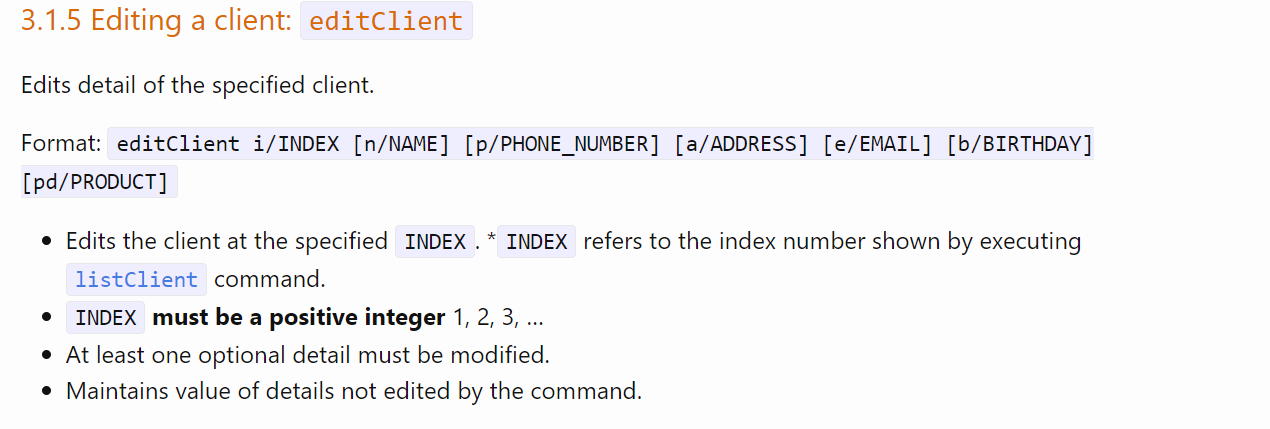 3.1.5 Editing a client: editClient
Edits detail of the specified client.
Format: editClient i/INDEX [n/NAME] [p/PHONE_NUMBER] [a/ADDRESS] [e/EMAIL] [b/BIRTHDAY]
[pd/PRODUCT]
• Edits the client at the specified INDEX. * INDEX refers to the index number shown by executing
listClient command.
• INDEX must be a positive integer 1, 2, 3, …
• At least one optional detail must be modified.
• Maintains value of details not edited by the command.